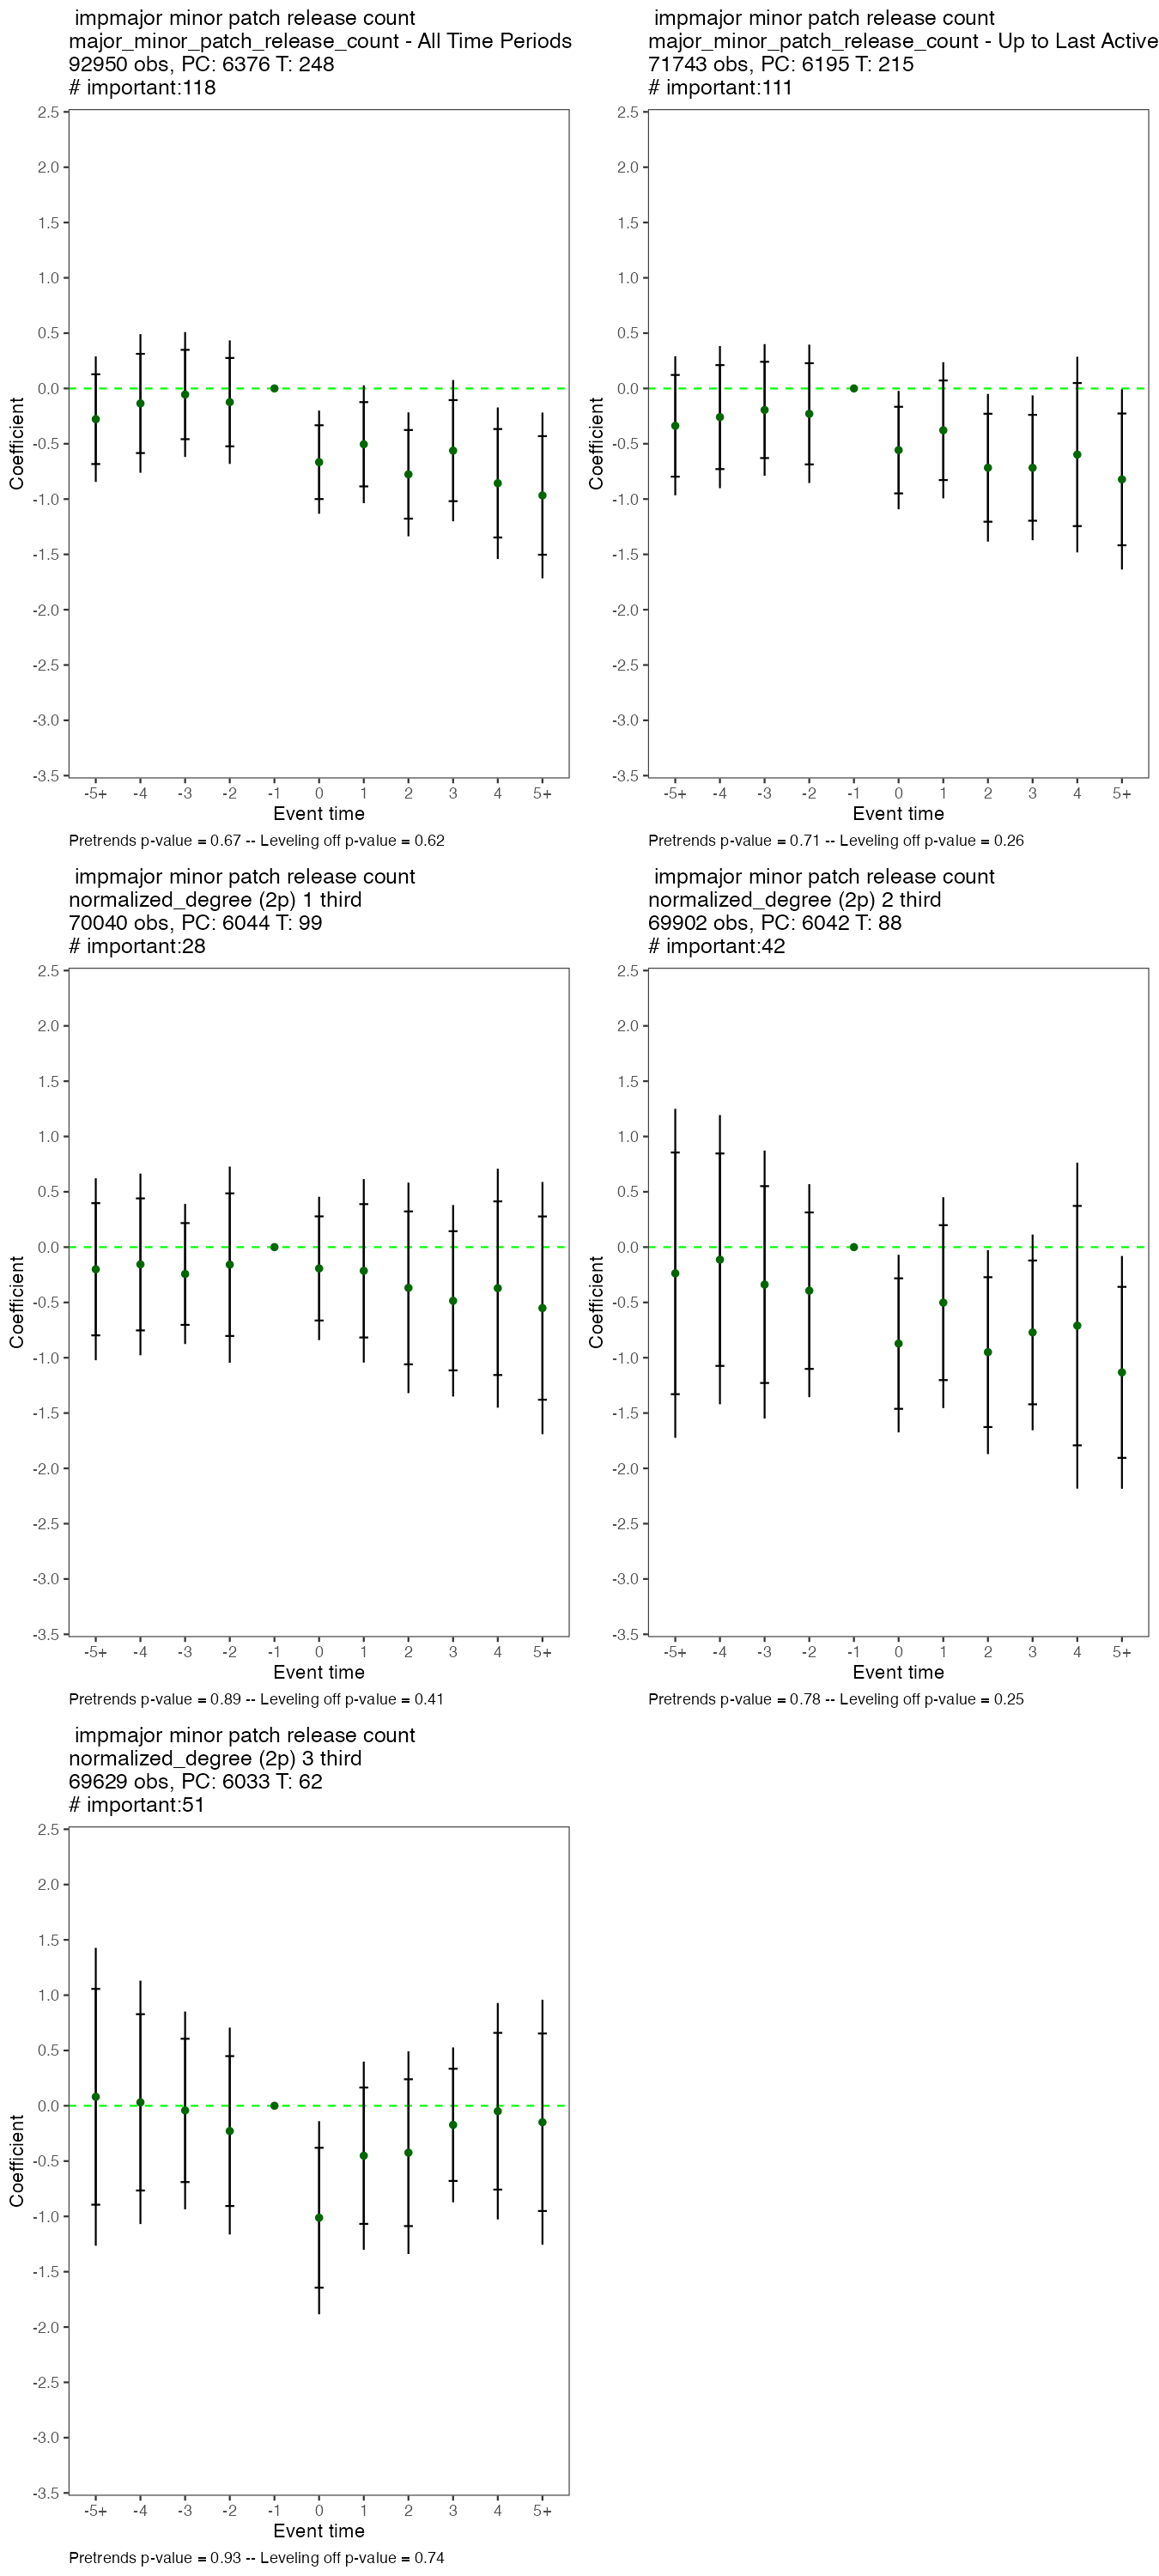 impmajor minor patch release count
major_minor_patch_release_count - All Time Periods
92950 obs, PC: 6376 T: 248
# important:118
2.5
2.0
1.5
1.0
0.5
0.0
-0.5
-1.0
-1.5
-2.0
-2.5
-3.0
-3.5
Coefficient
-5+ -4 -3 -2 -1 0 1 2 3 4 5+
Event time
Pretrends p-value = 0.67 -- Leveling off p-value = 0.62
impmajor minor patch release count
major_minor_patch_release_count - Up to Last Active
71743 obs, PC: 6195 T: 215
# important:111
2.5
2.0
1.5
1.0
0.5
0.0
-0.5
-1.0
-1.5
-2.0
-2.5
-3.0
-3.5
Coefficient
-5+ -4 -3 -2 -1 0 1 2 3 4 5+
Event time
Pretrends p-value = 0.71 -- Leveling off p-value = 0.26
impmajor minor patch release count
normalized_degree (2p) 1 third
70040 obs, PC: 6044 T: 99
# important:28
2.5
2.0
1.5
1.0
0.5
0.0
-0.5
-1.0
-1.5
-2.0
-2.5
-3.0
-3.5
Coefficient
-5+ -4 -3 -2 -1 0 1 2 3 4 5+
Event time
Pretrends p-value = 0.89 -- Leveling off p-value = 0.41
impmajor minor patch release count
normalized_degree (2p) 2 third
69902 obs, PC: 6042 T: 88
# important:42
2.5
2.0
1.5
1.0
0.5
0.0
-0.5
-1.0
-1.5
-2.0
-2.5
-3.0
-3.5
Coefficient
-5+ -4 -3 -2 -1 0 1 2 3 4 5+
Event time
Pretrends p-value = 0.78 -- Leveling off p-value = 0.25
impmajor minor patch release count
normalized_degree (2p) 3 third
69629 obs, PC: 6033 T: 62
# important:51
2.5
2.0
1.5
1.0
0.5
0.0
-0.5
-1.0
-1.5
-2.0
-2.5
-3.0
-3.5
Coefficient
-5+ -4 -3 -2 -1 0 1 2 3 4 5+
Event time
Pretrends p-value = 0.93 -- Leveling off p-value = 0.74